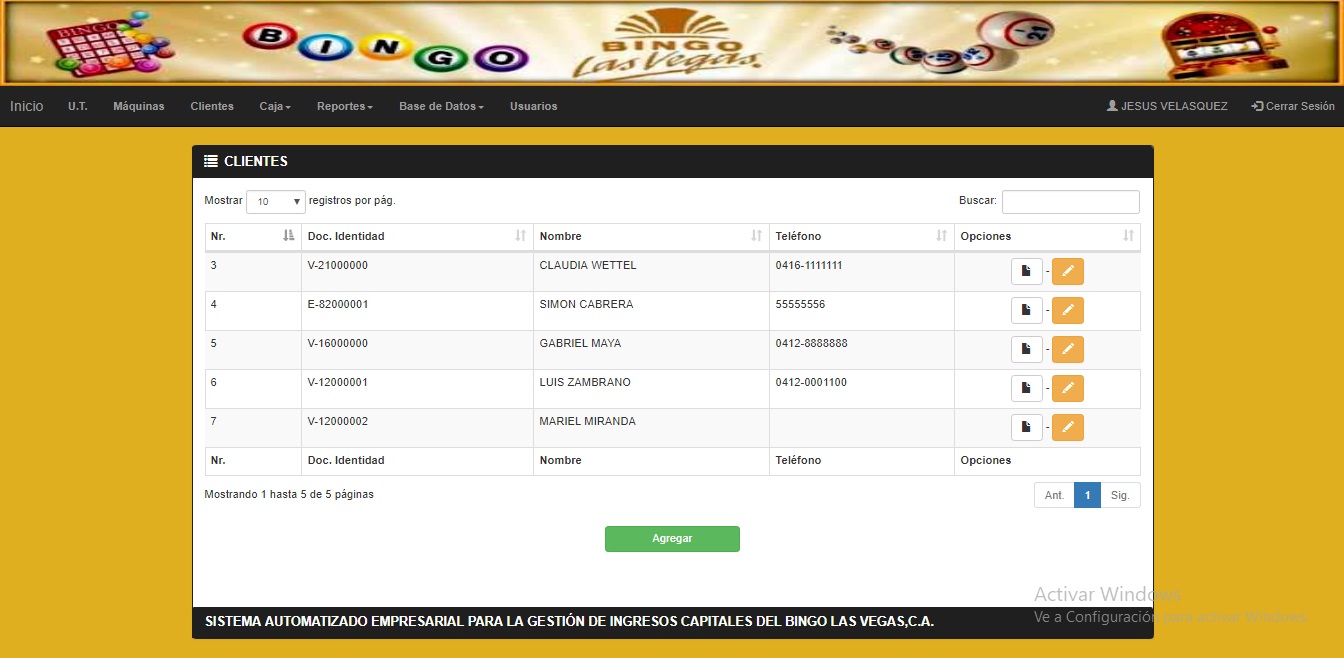 BINGO
BINGO
BINGO
Las Vegas
Inicio U.T. Máquinas Clientes Caja Reportes Base de Datos Usuarios JESUS VELASQUEZ Cerrar Sesión
CLIENTES
Mostrar 10 registros por pág. Buscar:
Nr. Doc. Identidad Nombre Teléfono Opciones
3 V-21000000 CLAUDIA WETTEL 0416-1111111 -
4 E-82000001 SIMON CABRERA 55555556 -
5 V-16000000 GABRIEL MAYA 0412-8888888 -
6 V-12000001 LUIS ZAMBRANO 0412-0001100 -
7 V-12000002 MARIEL MIRANDA -
Nr. Doc. Identidad Nombre Teléfono Opciones
Mostrando 1 hasta 5 de 5 páginas Ant. 1 Sig.
Agregar
Activar Windows
Ve a Configuración para activar Windows.
SISTEMA AUTOMATIZADO EMPRESARIAL PARA LA GESTIÓN DE INGRESOS CAPITALES DEL BINGO LAS VEGAS,C.A.